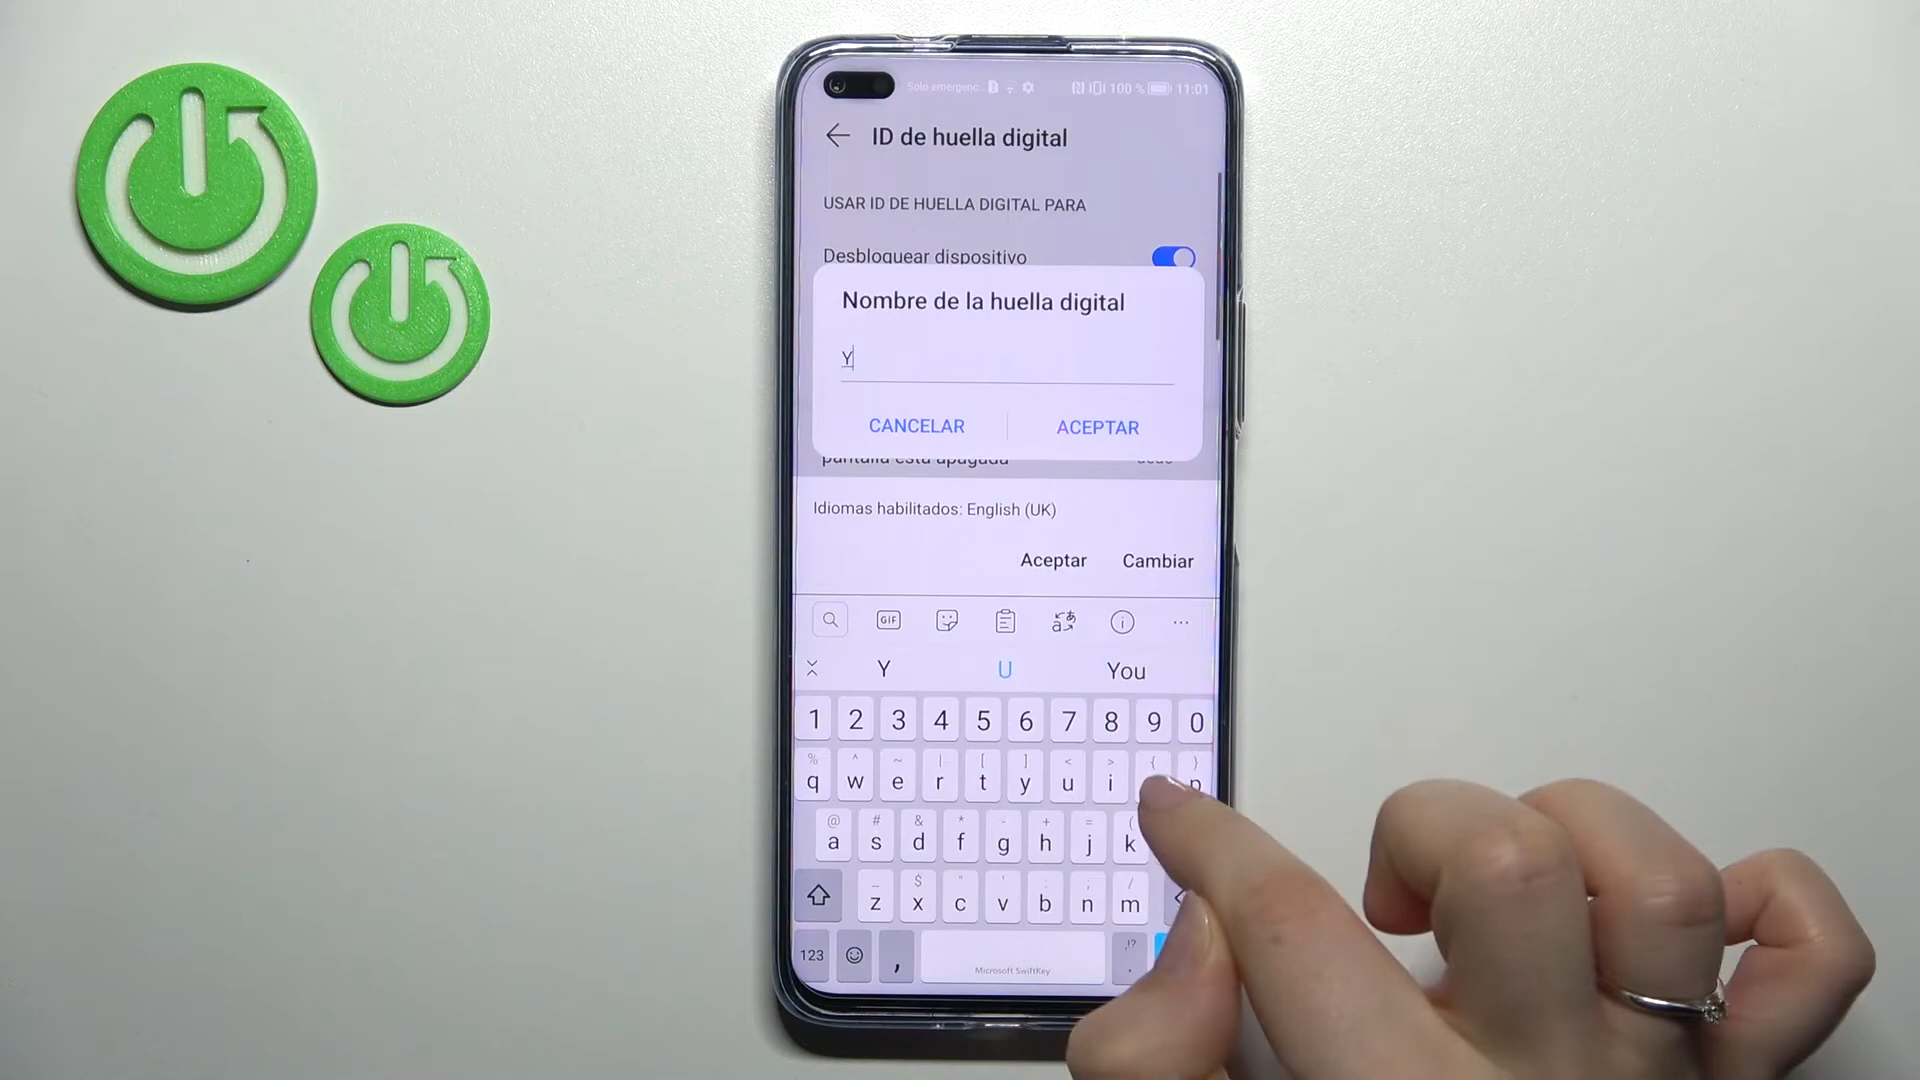 Solo emergenc... 100 % 11:01
ID de huella digital
USAR ID DE HUELLA DIGITAL PARA
Desbloquear dispositivo
Nombre de la huella digital
Y
CANCELAR ACEPTAR
pantalla está apagada
Idiomas habilitados: English (UK)
Aceptar Cambiar
GIF
Y U You
1 2 3 4 5 6 7 8 9 0
% ^ ~ | [ ] < > { }
q w e r t y u i p
@ # & * - + = (
a s d f g h j k
_ $ " ' : ; /
z x c v b n m
123 , ,!? .
Microsoft SwiftKey